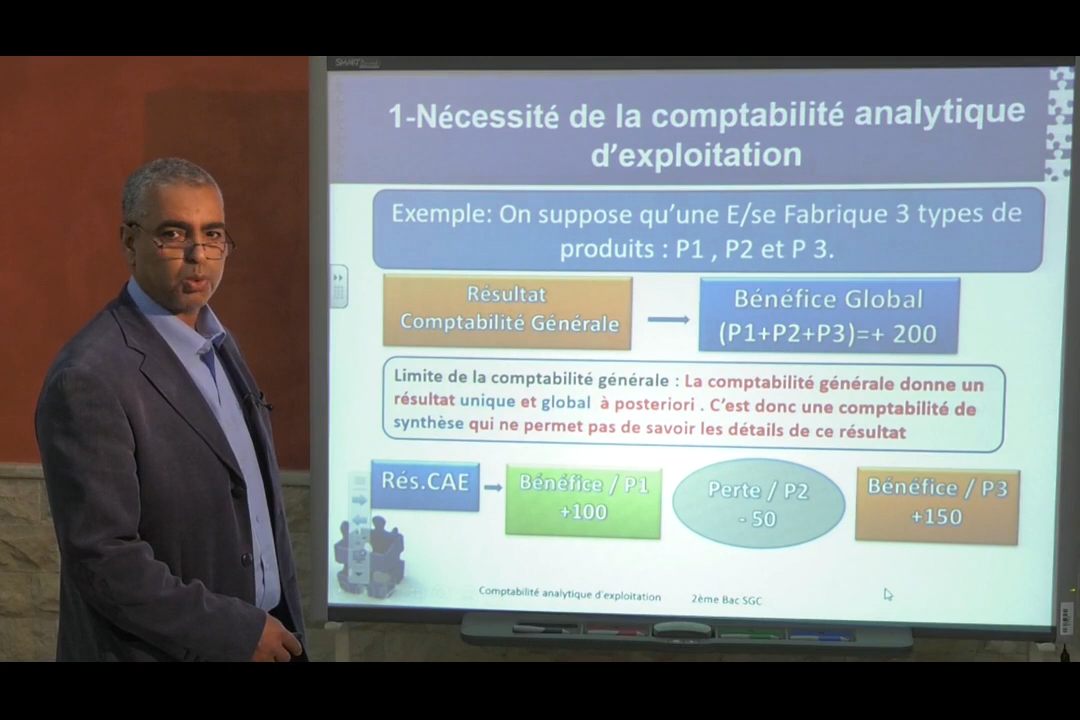 SMART
1-Nécessité de la comptabilité analytique
d'exploitation
Exemple: On suppose qu'une E/se Fabrique 3 types de
produits : P1 , P2 et P 3.
Résultat
Comptabilité Générale
Bénéfice Global
(P1+P2+P3)=+ 200
Limite de la comptabilité générale : La comptabilité générale donne un
résultat unique et global à posteriori . C'est donc une comptabilité de
synthèse qui ne permet pas de savoir les détails de ce résultat
Rés.CAE
Bénéfice / P1
+100
Perte / P2
- 50
Bénéfice / P3
+150
Comptabilité analytique d'exploitation 2ème Bac SGC